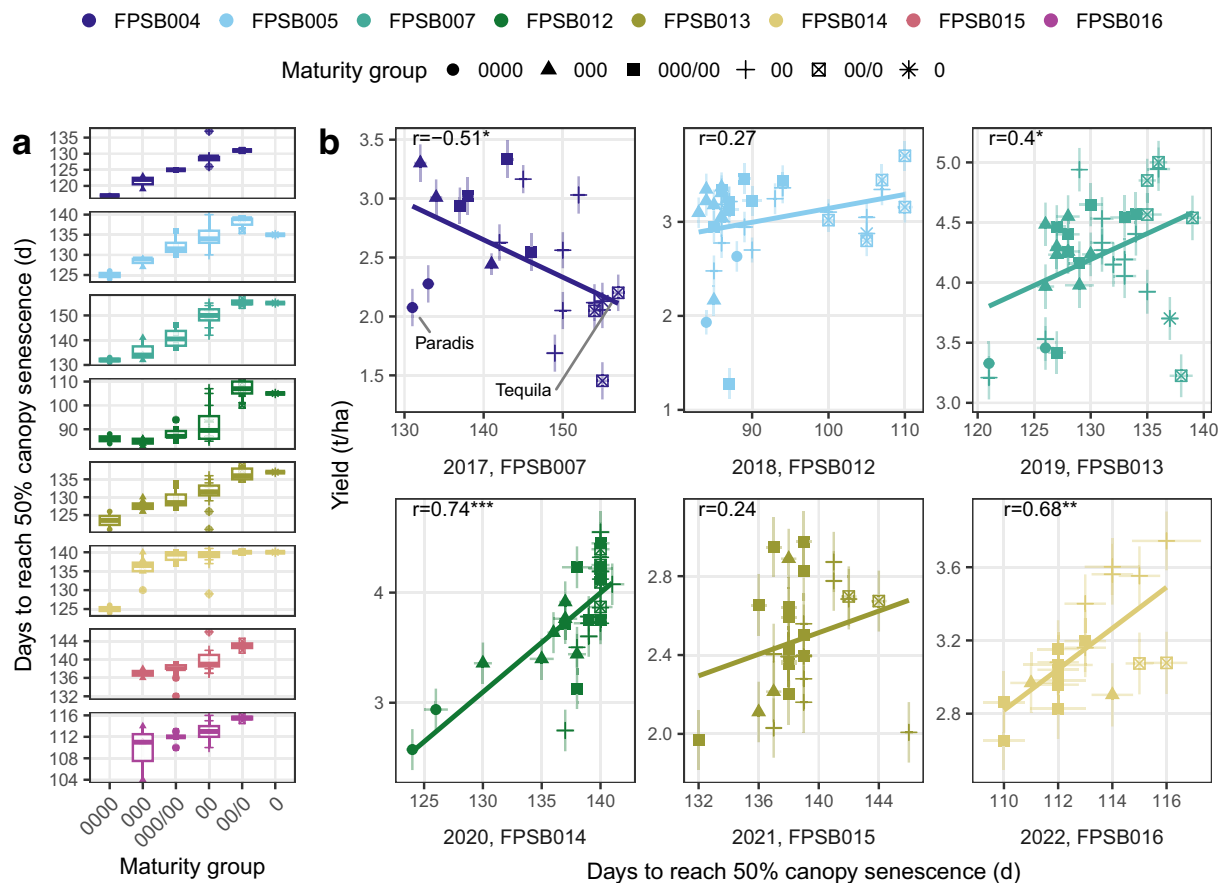 FPSB004 FPSB005 FPSB007 FPSB012 FPSB013 FPSB014 FPSB015 FPSB016
Maturity group 0000 000 000/00 00 00/0 0
a
Days to reach 50% canopy senescence (d)
135
130
125
120
140
135
130
125
150
140
130
110
100
90
135
130
125
140
135
130
125
144
140
136
132
116
112
108
104
0000 000 000/00 00 00/0 0
Maturity group
b
Yield (t/ha)
r=−0.51*
3.5
3.0
2.5
2.0
1.5
Paradis
Tequila
130 140 150
2017, FPSB007
r=0.27
4
3
2
1
90 100 110
2018, FPSB012
r=0.4*
5.0
4.5
4.0
3.5
3.0
120 125 130 135 140
2019, FPSB013
r=0.74***
4
3
125 130 135 140
2020, FPSB014
r=0.24
2.8
2.4
2.0
132 136 140 144
2021, FPSB015
r=0.68**
3.6
3.2
2.8
110 112 114 116
2022, FPSB016
Days to reach 50% canopy senescence (d)